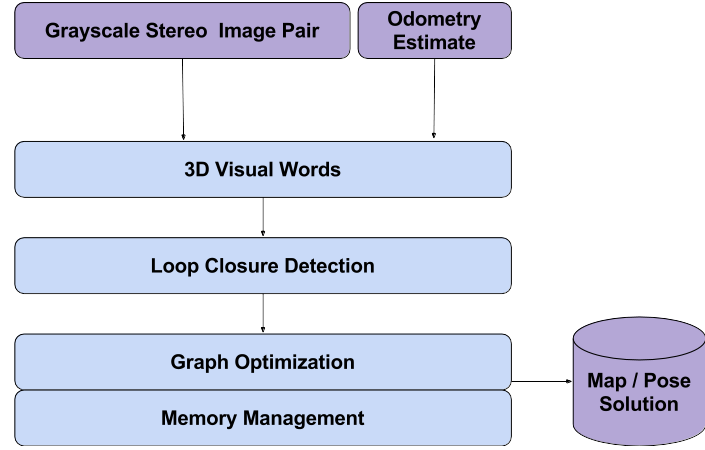 Grayscale Stereo  Image Pair
Odometry
Estimate
3D Visual Words
Loop Closure Detection
Graph Optimization
Memory Management
Map / Pose
Solution